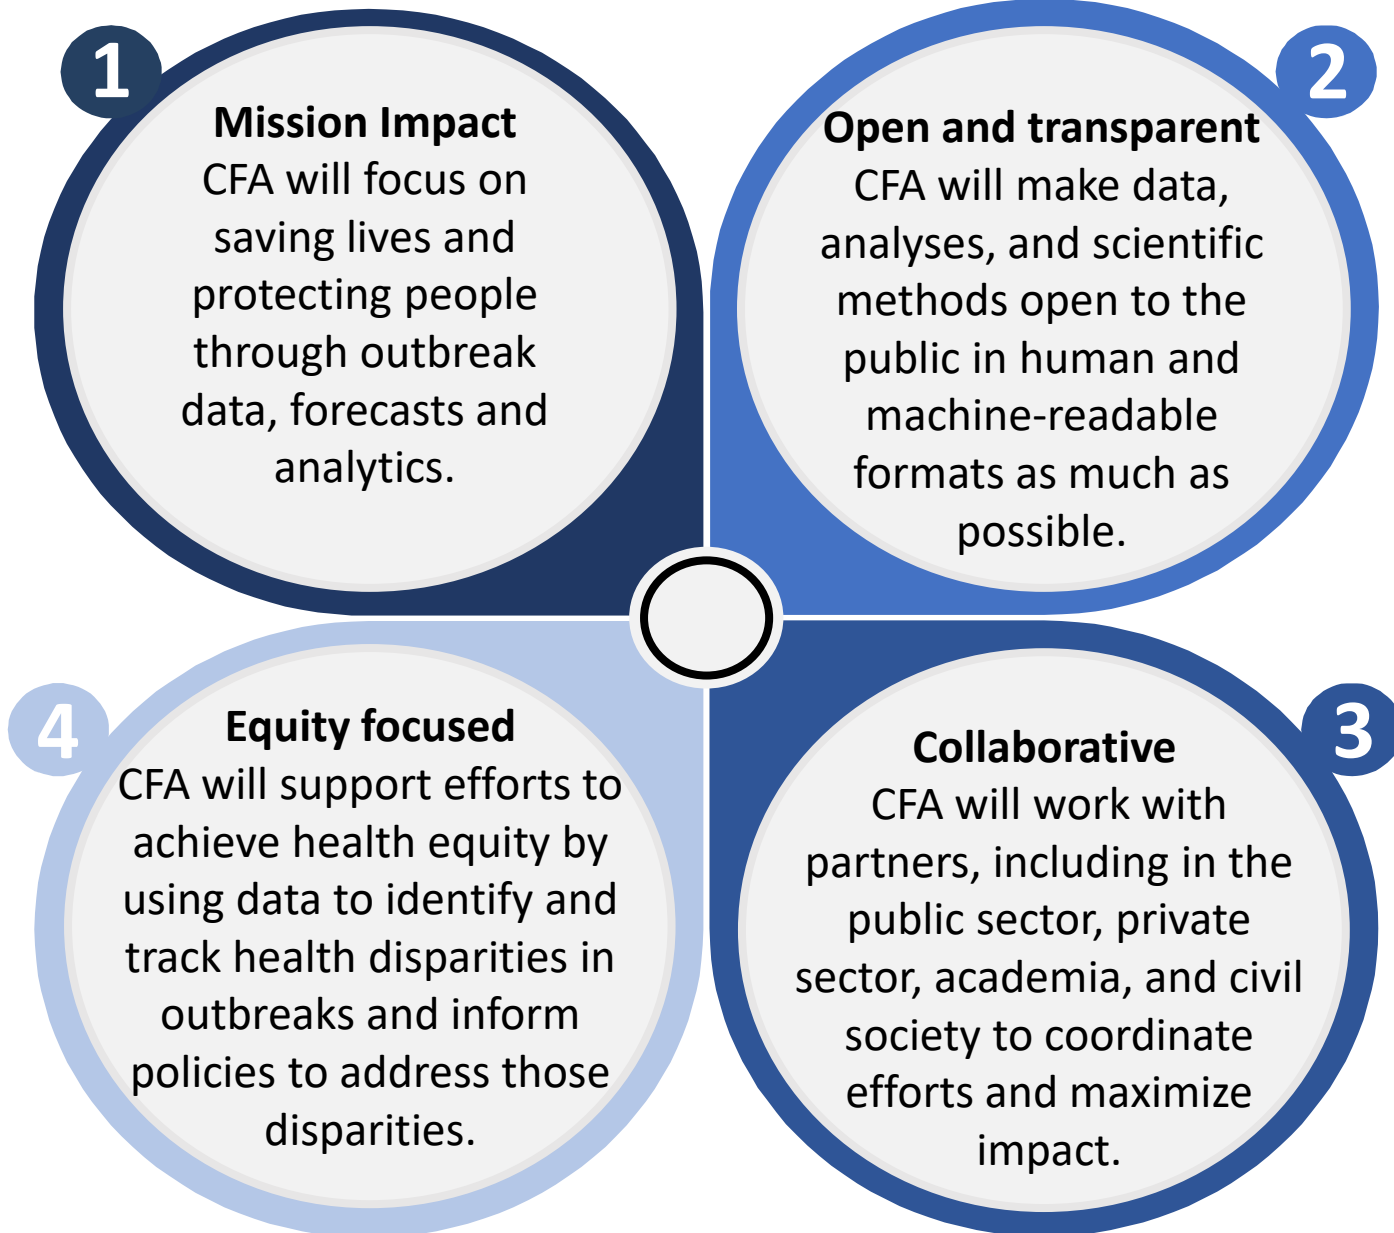 1
Mission Impact
CFA will focus on
saving lives and
protecting people
through outbreak
data, forecasts and
analytics.
2
Open and transparent
CFA will make data,
analyses, and scientific
methods open to the
public in human and
machine-readable
formats as much as
possible.
3
Collaborative
CFA will work with
partners, including in the
public sector, private
sector, academia, and civil
society to coordinate
efforts and maximize
impact.
4
Equity focused
CFA will support efforts to
achieve health equity by
using data to identify and
track health disparities in
outbreaks and inform
policies to address those
disparities.